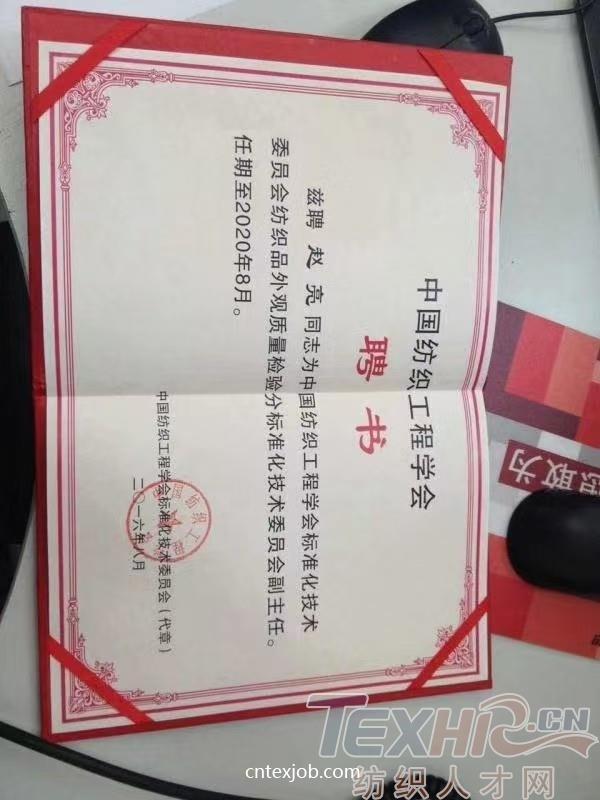 中国纺织工程学会
聘书
兹聘 赵亮 同志为中国纺织工程学会标准化技术
委员会纺织品外观质量检验分标准化技术委员会副主任。
任期至2020年8月。
中国纺织工程学会标准化技术委员会（代章）
二〇一六年八月
敢为
TEXHR.CN
纺织人才网
cntexjob.com